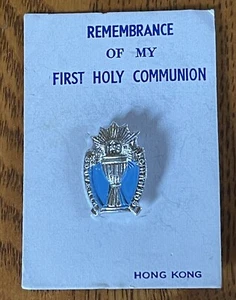 REMEMBRANCE
OF MY
FIRST HOLY COMMUNION
HONG KONG